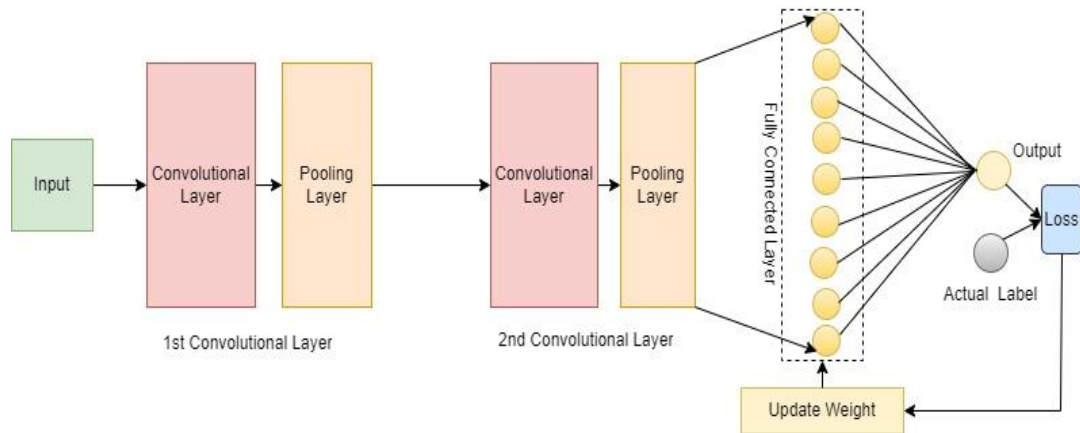 Input
Convolutional
Layer
Pooling
Layer
1st Convolutional Layer
Convolutional
Layer
Pooling
Layer
2nd Convolutional Layer
Fully Connected Layer
Output
Loss
Actual Label
Update Weight